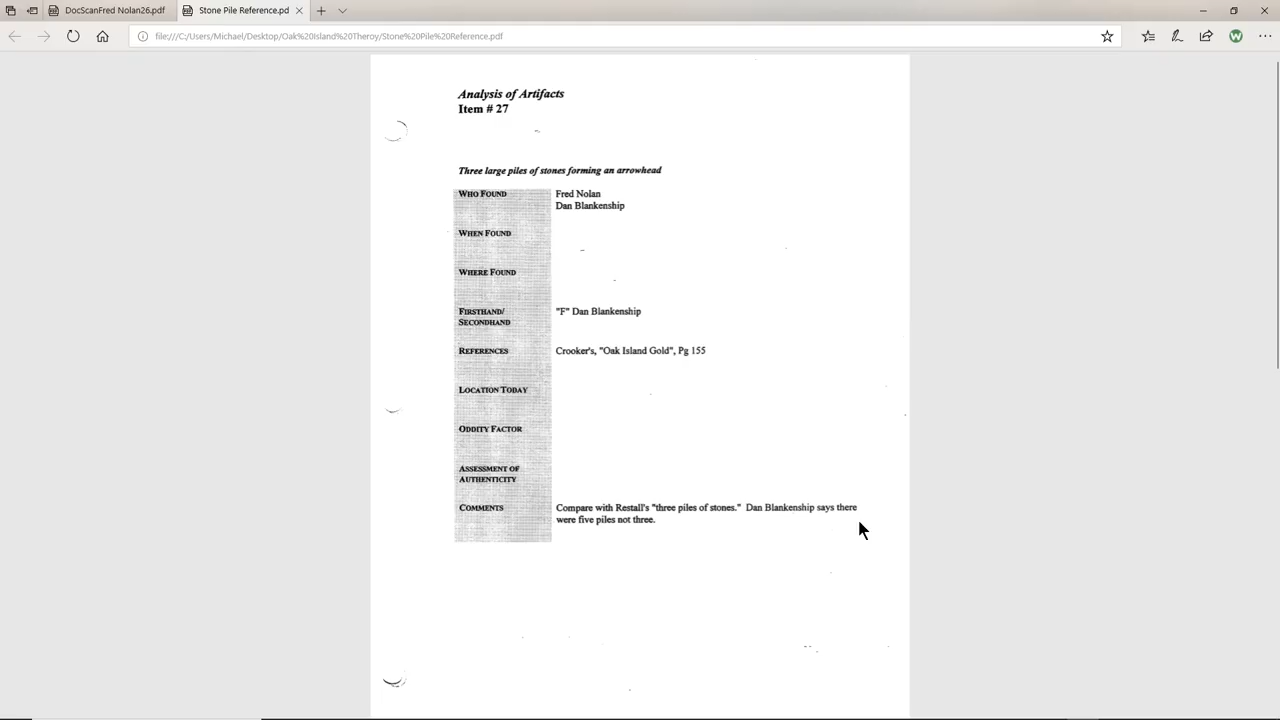 DocScanFred Nolan26.pdf
Stone Pile Reference.pd
file:///C:/Users/Michael/Desktop/Oak%20Island%20Theroy/Stone%20Pile%20Reference.pdf
W
Analysis of Artifacts
Item # 27
Three large piles of stones forming an arrowhead
WHO FOUND
Fred Nolan
Dan Blankenship
WHEN FOUND
WHERE FOUND
FIRSTHAND/
SECONDHAND
"F" Dan Blankenship
REFERENCES
Crooker's, "Oak Island Gold", Pg 155
LOCATION TODAY
ODDITY FACTOR
ASSESSMENT OF
AUTHENTICITY
COMMENTS
Compare with Restall's "three piles of stones." Dan Blankenship says there
were five piles not three.